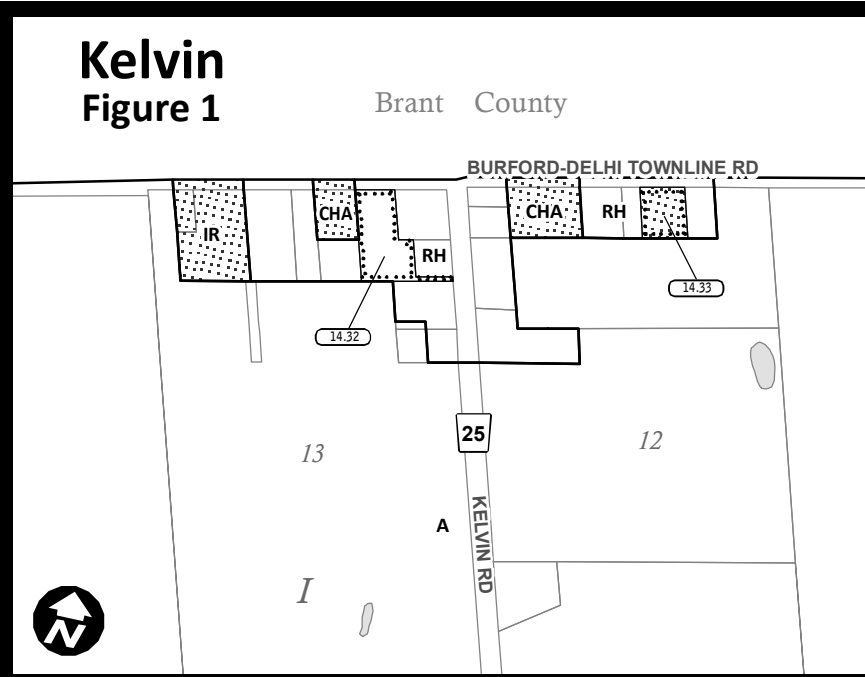 Kelvin
Figure 1
Brant County
BURFORD-DELHI TOWNLINE RD
IR
CHA
CHA
RH
RH
14.33
14.32
25
13
12
KELVIN RD
A
I
N